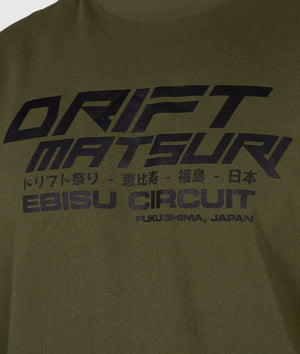 DRIFT
MATSURI
ドリフト祭り - 恵比寿 - 福島 - 日本
EBISU CIRCUIT
FUKUSHIMA, JAPAN